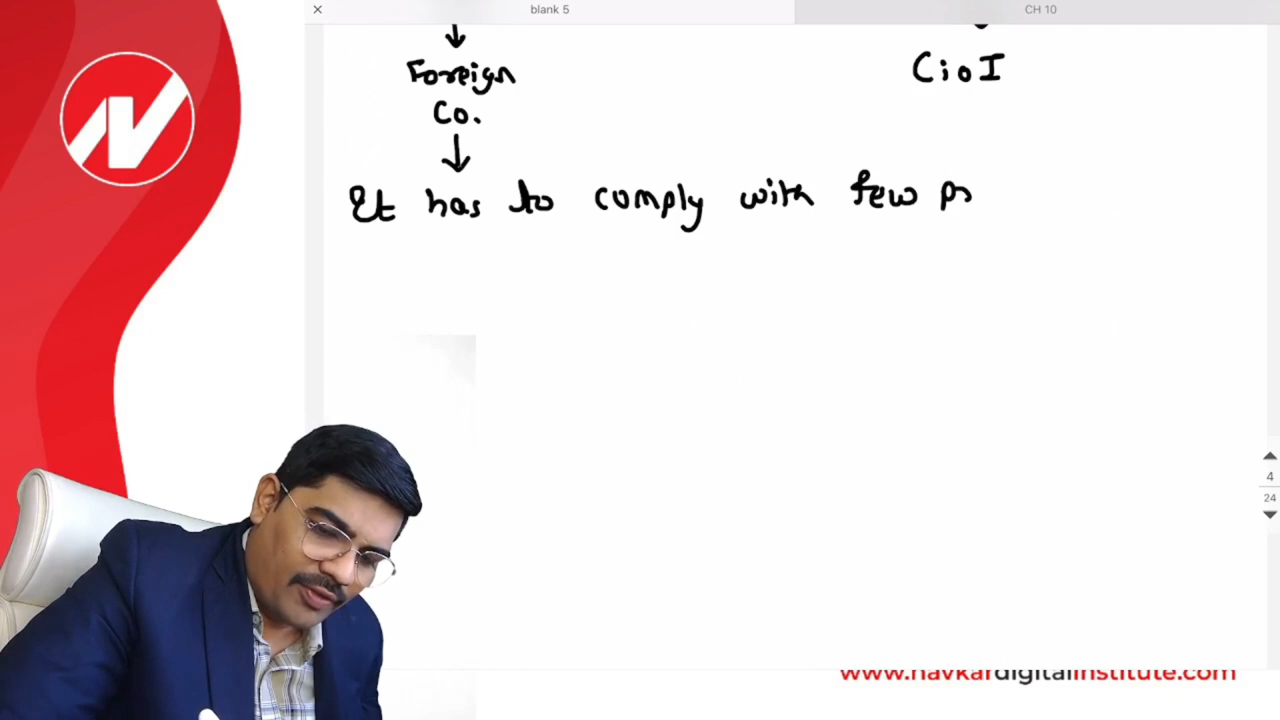 × blank 5 CH 10
Foreign
Co.
CioI
It has to comply with few
4
24
www.navkardigitalinstitute.com